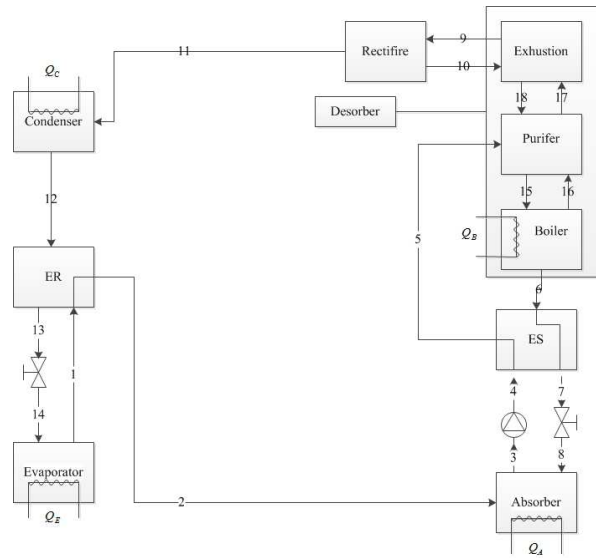 11
9
Rectifire
Exhustion
10
Q_C
18
17
Condenser
Desorber
Purifer
15
16
12
5
Q_B
Boiler
ER
6
13
ES
1
4
7
14
3
8
Evaporator
2
Absorber
Q_E
Q_A